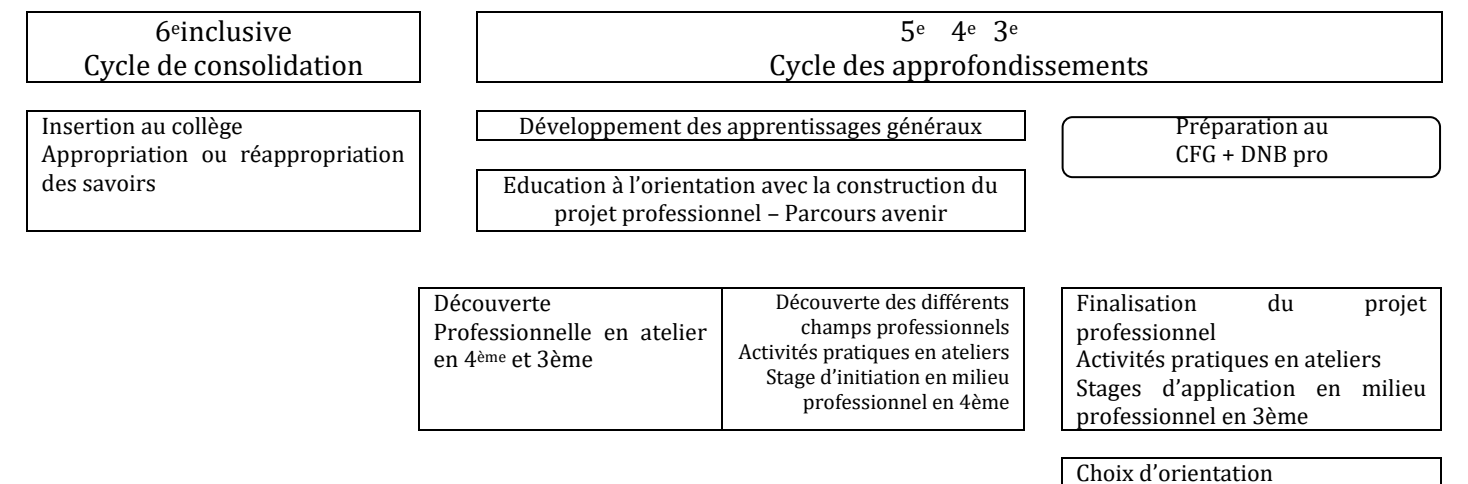 6einclusive
Cycle de consolidation
5e 4e 3e
Cycle des approfondissements
Insertion au collège
Appropriation ou réappropriation
des savoirs
Développement des apprentissages généraux
Education à l’orientation avec la construction du
projet professionnel – Parcours avenir
Préparation au
CFG + DNB pro
Découverte
Professionnelle en atelier
en 4ème et 3ème
Découverte des différents
champs professionnels
Activités pratiques en ateliers
Stage d’initiation en milieu
professionnel en 4ème
Finalisation du projet
professionnel
Activités pratiques en ateliers
Stages d’application en milieu
professionnel en 3ème
Choix d’orientation